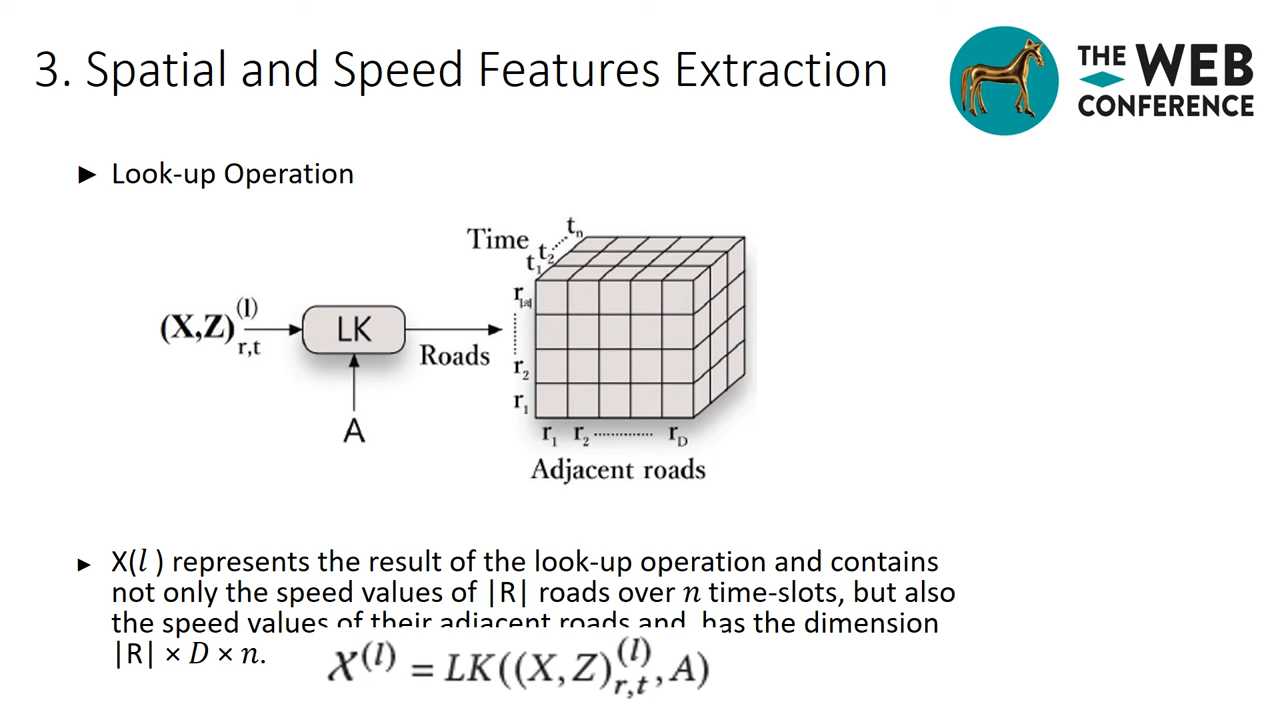 3. Spatial and Speed Features Extraction
THE WEB
CONFERENCE
► Look-up Operation
Time
t₁ t₂ ...... tₙ
(X,Z)⁽ˡ⁾ r,t
LK
A
Roads
r|R|
r₂
r₁
r₁ r₂ .............. r_D
Adjacent roads
► X(𝑙 ) represents the result of the look-up operation and contains
not only the speed values of |R| roads over 𝑛 time-slots, but also
the speed values of their adjacent roads and has the dimension
|R| × 𝐷 × 𝑛.
𝒳⁽ˡ⁾ = LK((X, Z)⁽ˡ⁾ r,t , A)